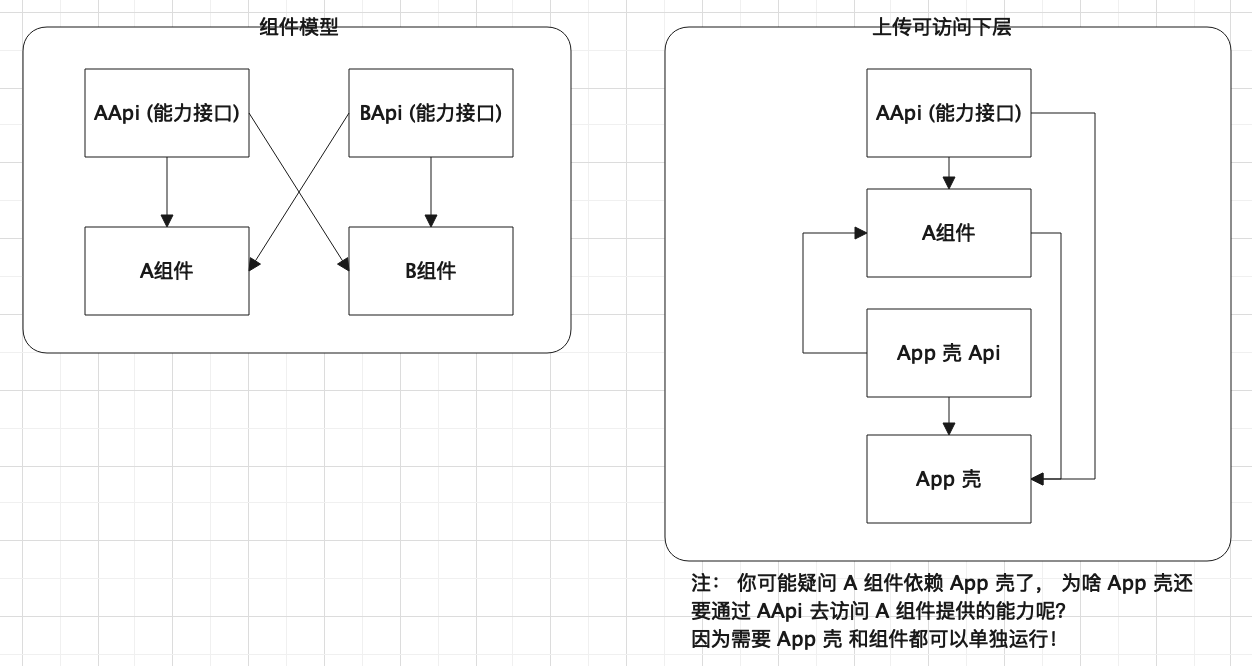 组件模型
AApi (能力接口)
BApi (能力接口)
A组件
B组件
上传可访问下层
AApi (能力接口)
A组件
App 壳 Api
App 壳
注： 你可能疑问 A 组件依赖 App 壳了， 为啥 App 壳还
要通过 AApi 去访问 A 组件提供的能力呢?
因为需要 App 壳 和组件都可以单独运行！